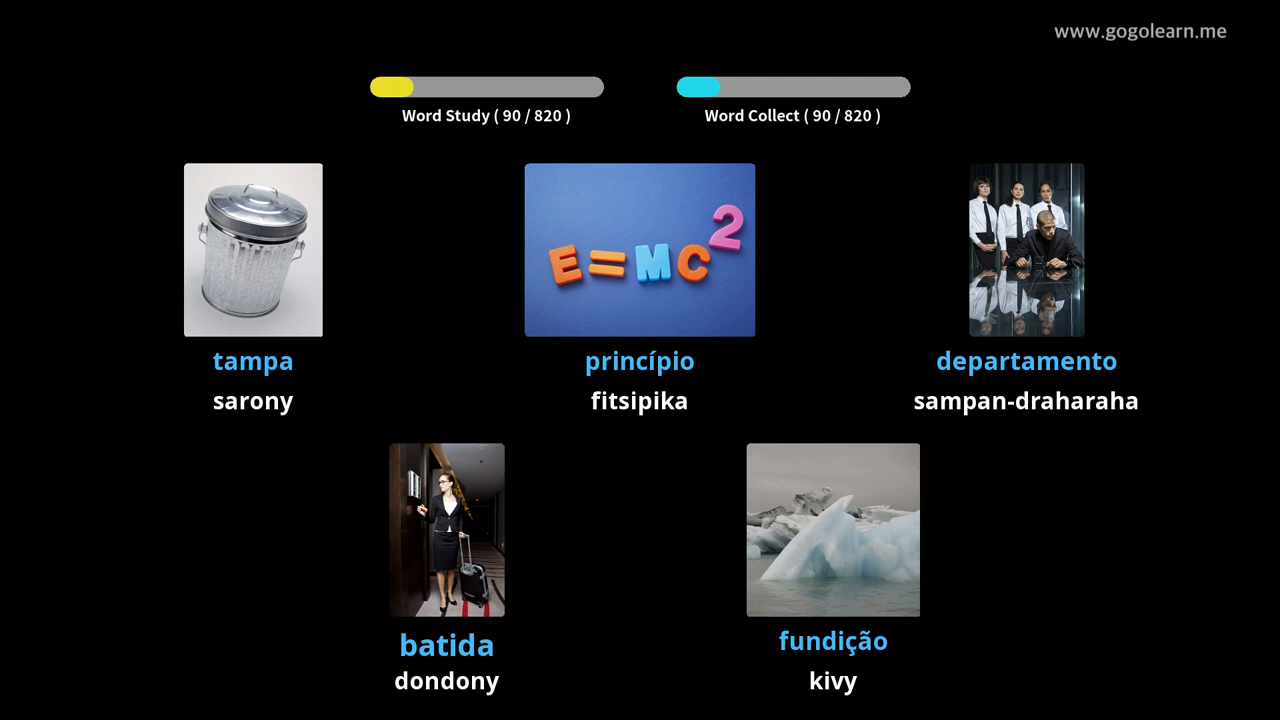 www.gogolearn.me
Word Study ( 90 / 820 )
Word Collect ( 90 / 820 )
E=MC2
tampa
princípio
departamento
sarony
fitsipika
sampan-draharaha
batida
fundição
dondony
kivy